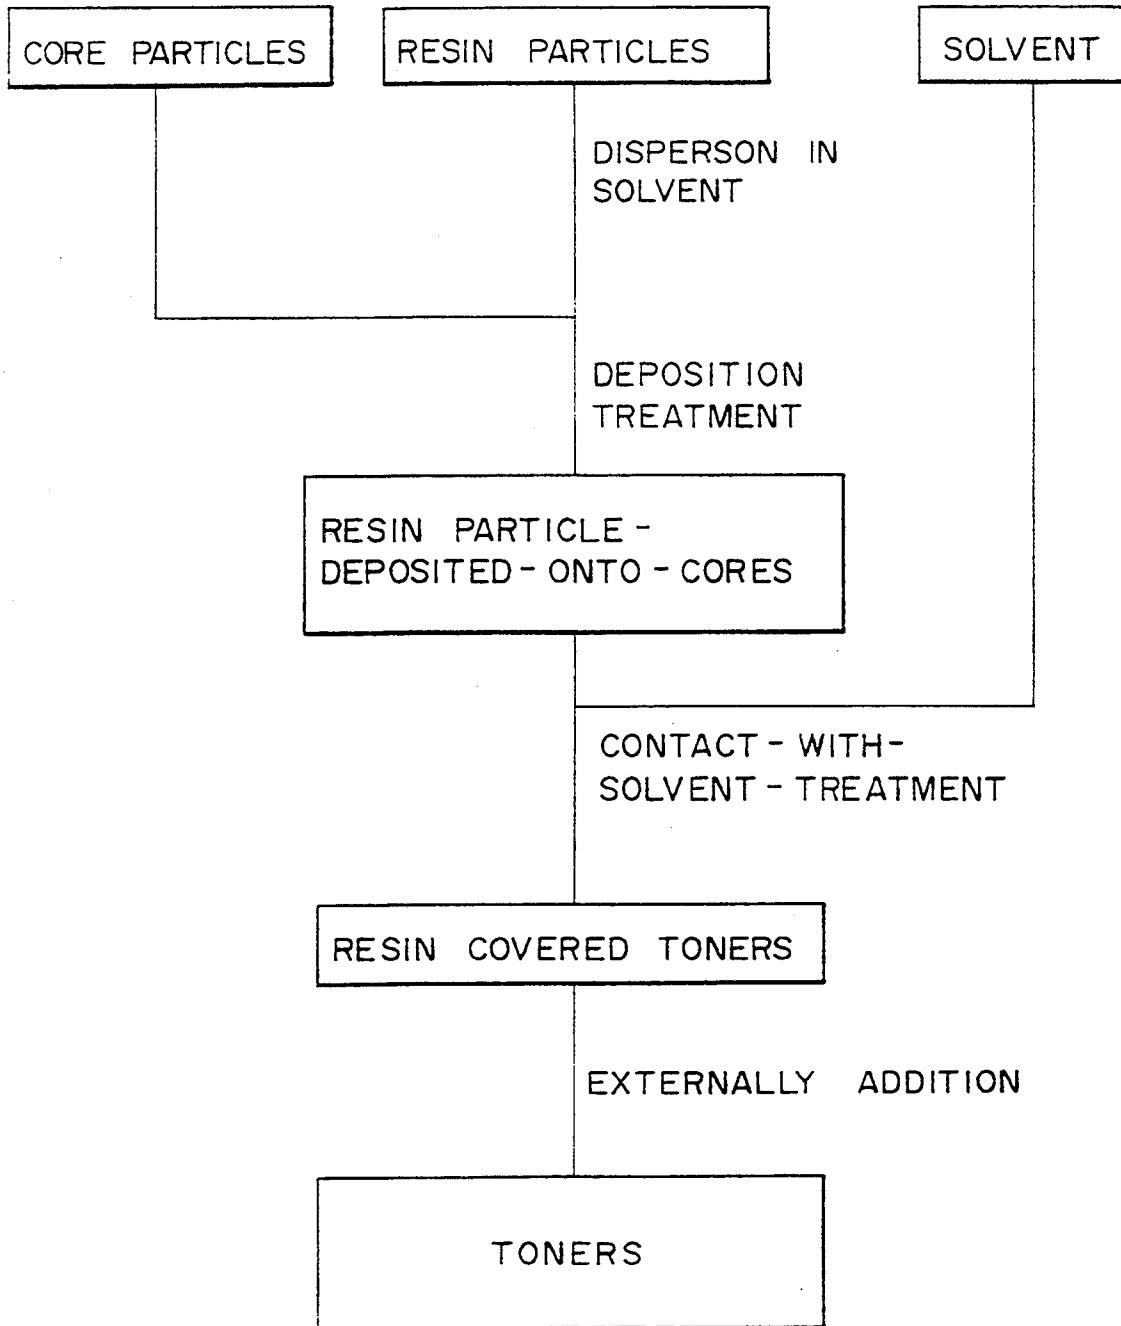 CORE PARTICLES
RESIN PARTICLES
SOLVENT
DISPERSON IN
SOLVENT
DEPOSITION
TREATMENT
RESIN PARTICLE-
DEPOSITED-ONTO-CORES
CONTACT-WITH-
SOLVENT-TREATMENT
RESIN COVERED TONERS
EXTERNALLY ADDITION
TONERS